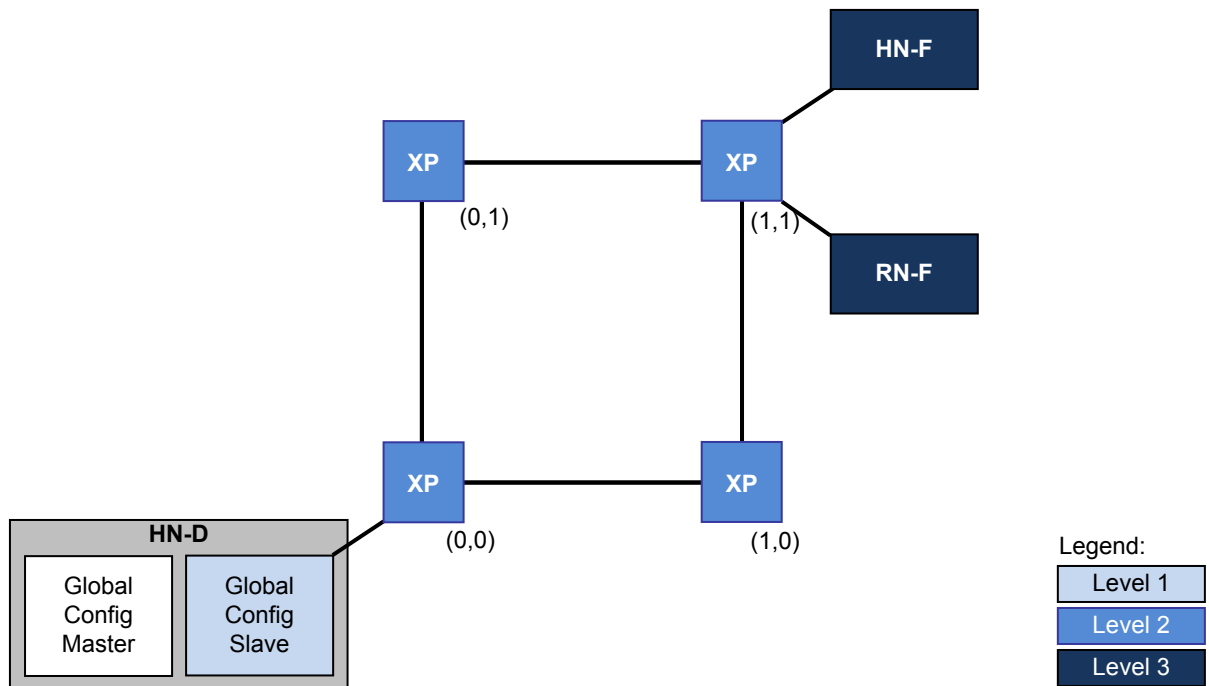 HN-F
XP
XP
(0,1)
(1,1)
RN-F
XP
XP
(0,0)
(1,0)
HN-D
Global
Config
Master
Global
Config
Slave
Legend:
Level 1
Level 2
Level 3